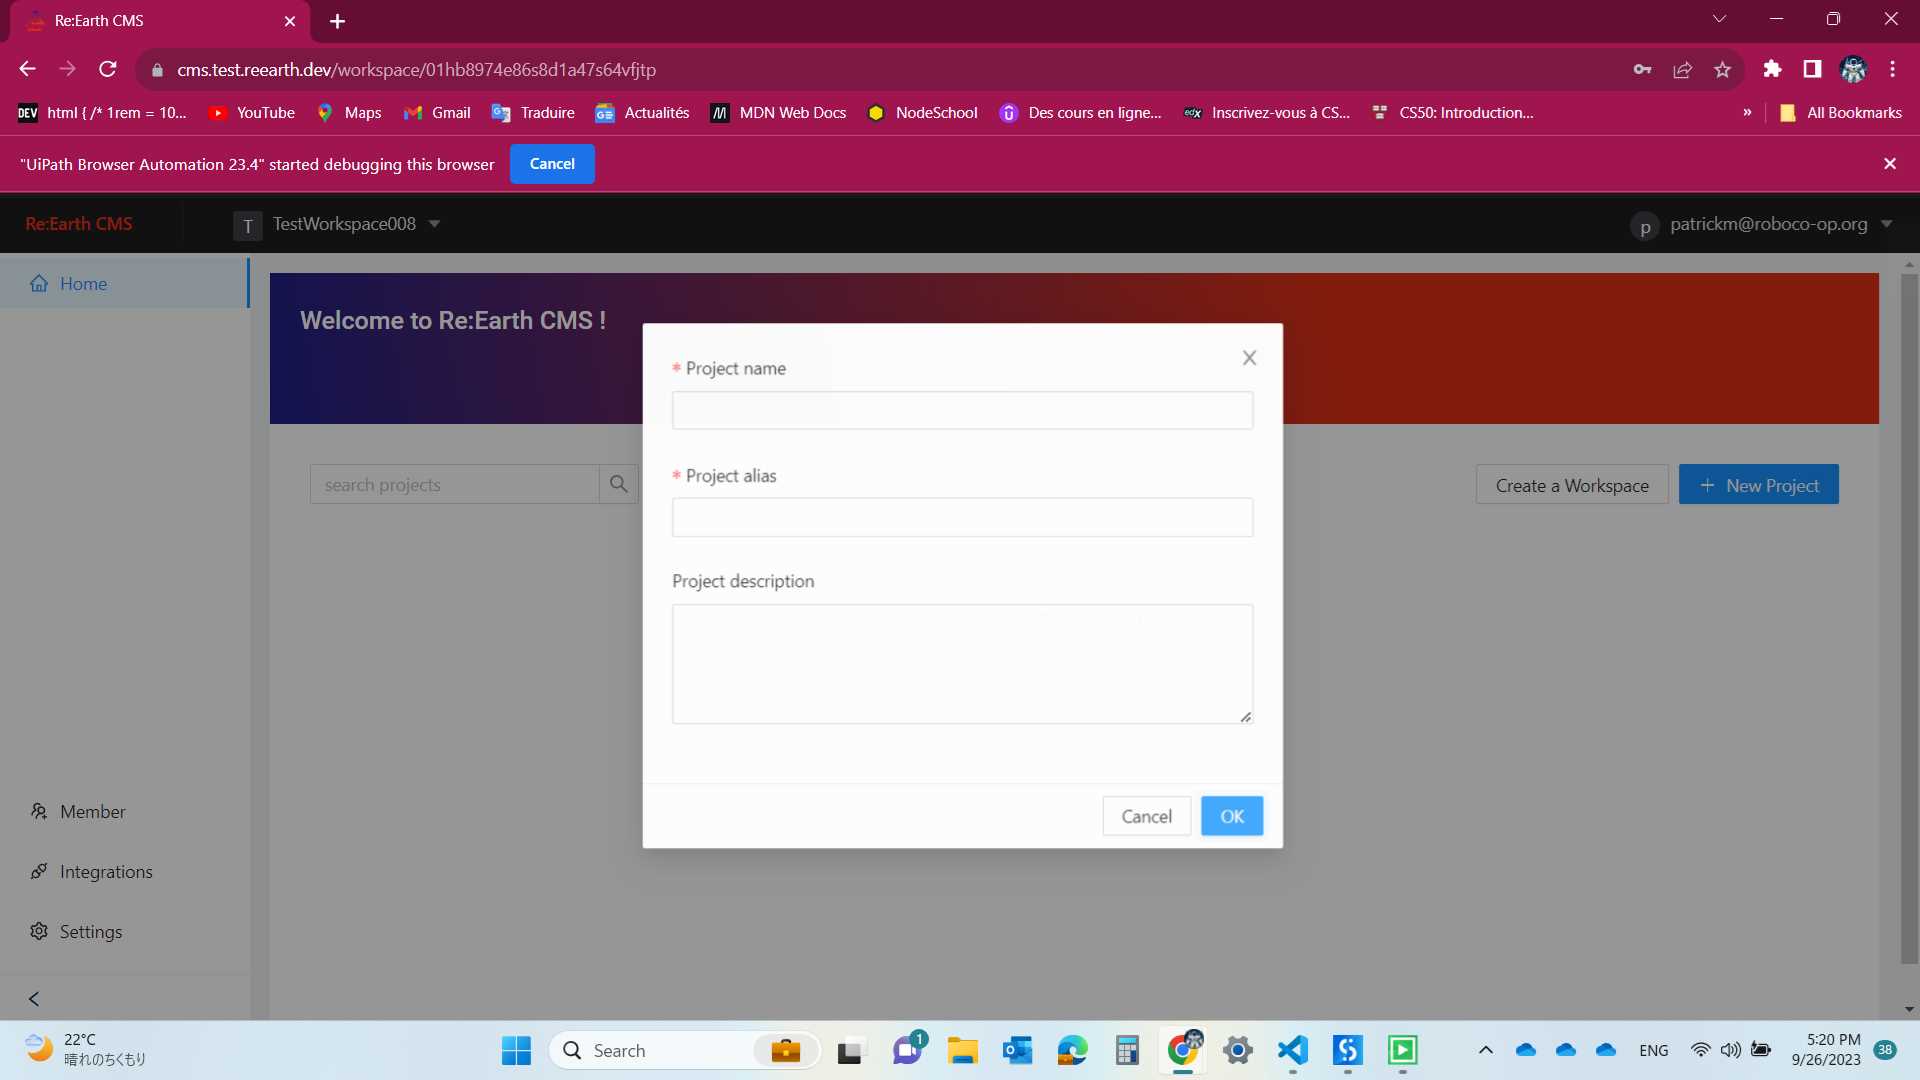 Re:Earth CMS
cms.test.reearth.dev/workspace/01hb8974e86s8d1a47s64vfjtp
DEV html { /* 1rem = 10... YouTube Maps Gmail Traduire Actualités MDN Web Docs NodeSchool Des cours en ligne... edX Inscrivez-vous à CS... CS50: Introduction... » All Bookmarks
"UiPath Browser Automation 23.4" started debugging this browser Cancel
Re:Earth CMS T TestWorkspace008 p patrickm@roboco-op.org
Home
Welcome to Re:Earth CMS !
* Project name
* Project alias
search projects
Create a Workspace + New Project
Project description
Member
Integrations
Settings
Cancel OK
22°C
晴れのちくもり
Search
1
ENG
5:20 PM
9/26/2023
38